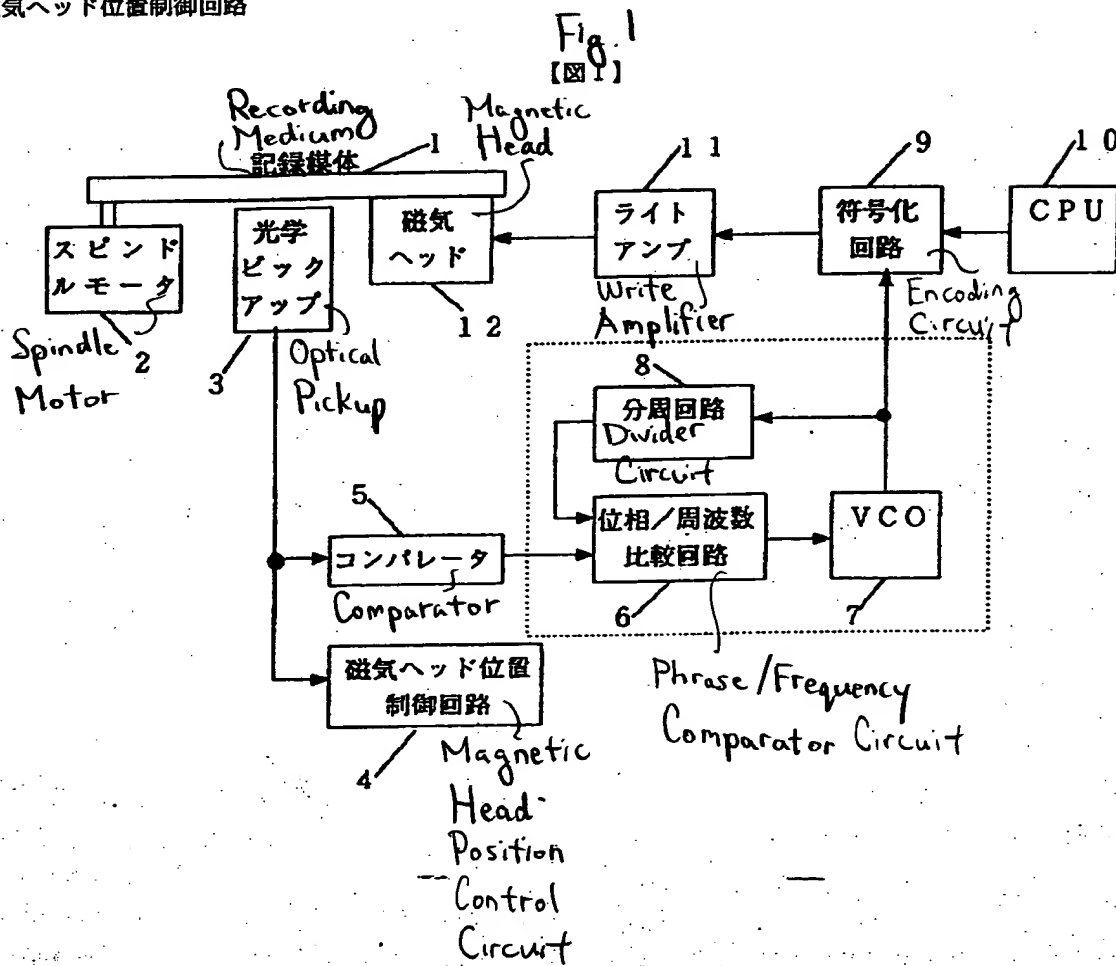 気ヘッド位置制御回路
Fig. 1
【図1】
Recording
Medium
記録媒体
1
Magnetic
Head
11
9
10
スピンド
ルモータ
光学
ピック
アップ
磁気
ヘッド
ライト
アンプ
符号化
回路
CPU
Spindle
Motor
2
3
Optical
Pickup
12
Write
Amplifier
Encoding
Circuit
8
分周回路
Divider
Circuit
5
コンパレータ
Comparator
位相/周波数
比較回路
VCO
6
7
磁気ヘッド位置
制御回路
4
Phrase/Frequency
Comparator Circuit
Magnetic
Head
Position
Control
Circuit